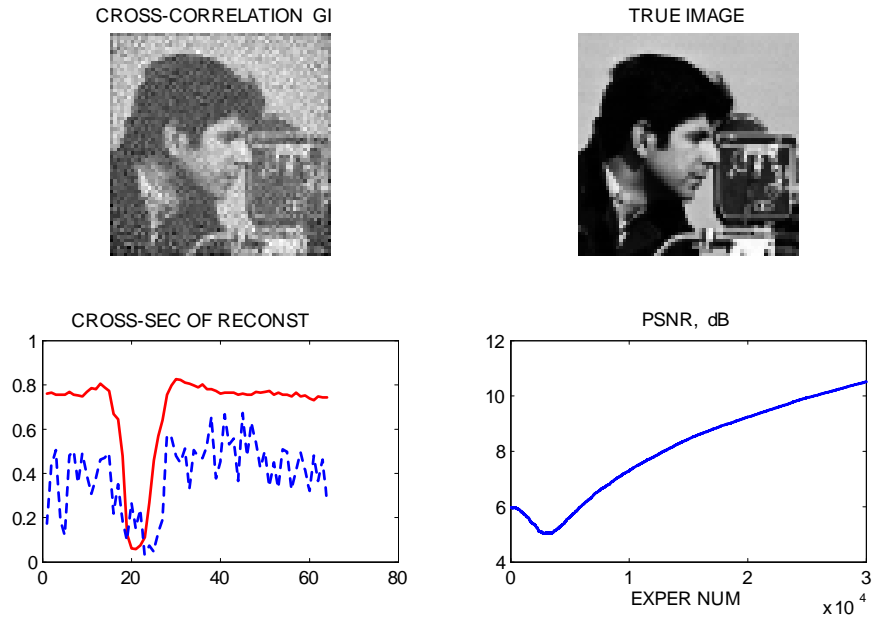 CROSS-CORRELATION GI
TRUE IMAGE
CROSS-SEC OF RECONST
1
0.8
0.6
0.4
0.2
0
0 20 40 60 80
PSNR, dB
12
10
8
6
4
0 1 2 3
EXPER NUM
x 10 4